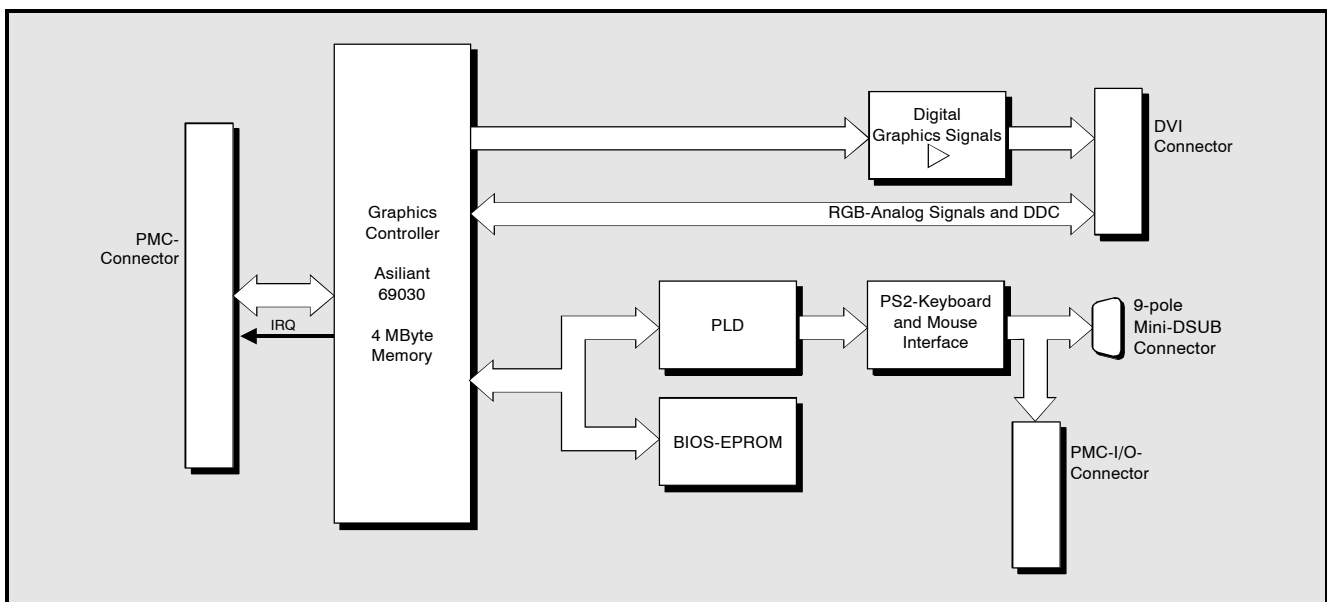 PMC-
Connector
IRQ
Graphics
Controller
Asiliant
69030
4 MByte
Memory
Digital
Graphics Signals
DVI
Connector
RGB-Analog Signals and DDC
PLD
PS2-Keyboard
and Mouse
Interface
9-pole
Mini-DSUB
Connector
BIOS-EPROM
PMC-I/O-
Connector